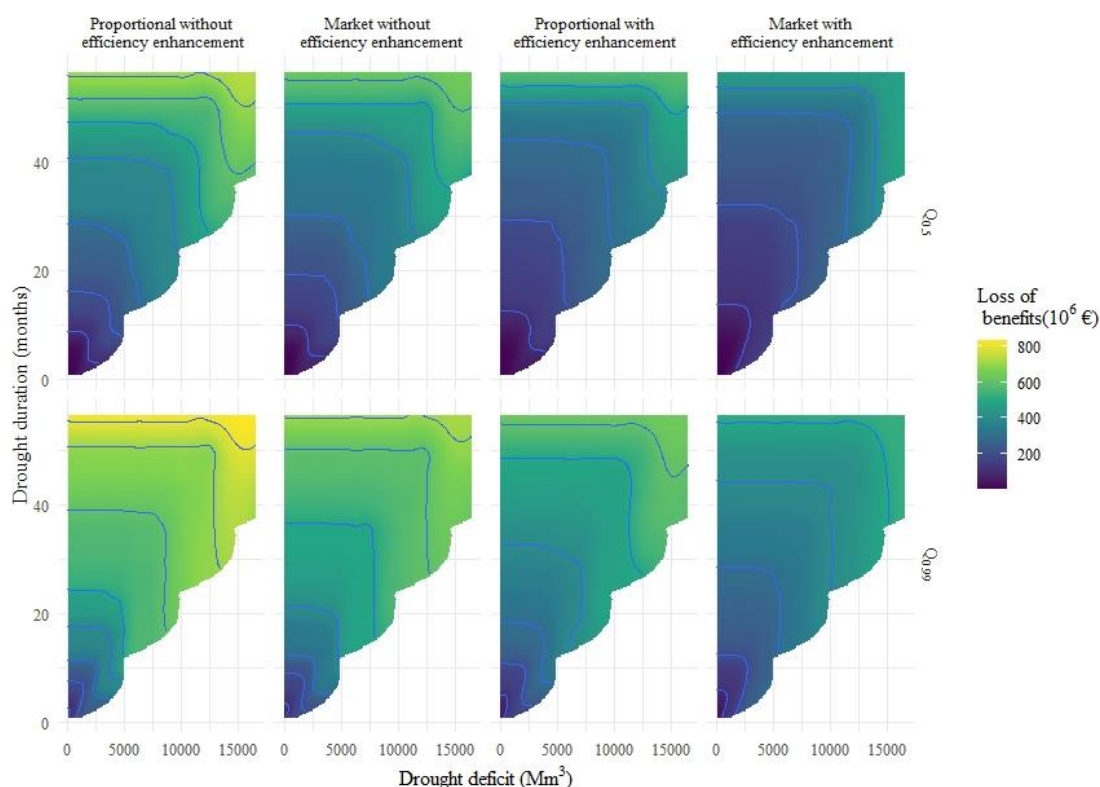 Proportional without
efficiency enhancement
Market without
efficiency enhancement
Proportional with
efficiency enhancement
Market with
efficiency enhancement
Drought duration (months)
40
20
0
Q0.5
40
20
0
Q0.99
0 5000 10000 15000
0 5000 10000 15000
0 5000 10000 15000
0 5000 10000 15000
Drought deficit (Mm³)
Loss of
benefits(10⁶ €)
800
600
400
200